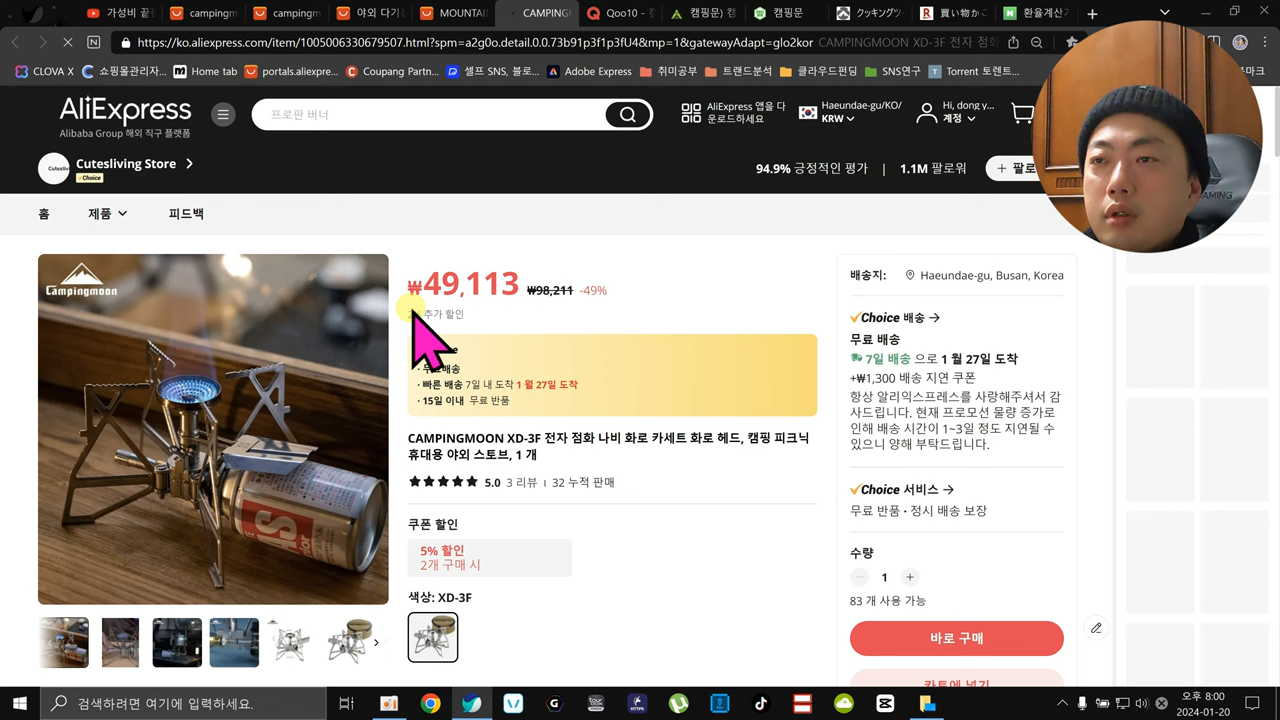 가성비 끝판
campingm
campingm
야외 다기
MOUNTAIN
CAMPING
Qoo10 - 캠
캠핑문) 캠
캠핑문
クッキングツ
買い物か
환율계산기
https://ko.aliexpress.com/item/1005006330679507.html?spm=a2g0o.detail.0.0.73b91p3f1p3fU4&mp=1&gatewayAdapt=glo2kor CAMPINGMOON XD-3F 전자 점화
CLOVA X
쇼핑몰관리자...
Home tab
portals.aliexpre...
Coupang Partn...
셀프 SNS, 블로...
Adobe Express
취미공부
트랜드분석
클라우드펀딩
SNS연구
Torrent 토렌트...
북마크
AliExpress
Alibaba Group 해외 직구 플랫폼
프로판 버너
AliExpress 앱을 다
운로드하세요
Haeundae-gu/KO/
KRW
Hi, dong y...
계정
Cutesliving Store
Choice
94.9% 긍정적인 평가 | 1.1M 팔로워
+ 팔로
홈
제품
피드백
GAMING
Campingmoon
₩49,113 ₩98,211 -49%
추가 할인
· 무료배송
· 빠른 배송 7일 내 도착 1 월 27일 도착
· 15일 이내 무료 반품
CAMPINGMOON XD-3F 전자 점화 나비 화로 카세트 화로 헤드, 캠핑 피크닉
휴대용 야외 스토브, 1 개
5.0 3 리뷰 | 32 누적 판매
쿠폰 할인
5% 할인
2개 구매 시
색상: XD-3F
배송지: Haeundae-gu, Busan, Korea
Choice 배송
무료 배송
7일 배송 으로 1 월 27일 도착
+₩1,300 배송 지연 쿠폰
항상 알리익스프레스를 사랑해주셔서 감
사드립니다. 현재 프로모션 물량 증가로
인해 배송 시간이 1~3일 정도 지연될 수
있으니 양해 부탁드립니다.
Choice 서비스
무료 반품 · 정시 배송 보장
수량
1
83 개 사용 가능
바로 구매
카트에 넣기
검색하려면 여기에 입력하세요.
오후 8:00
2024-01-20